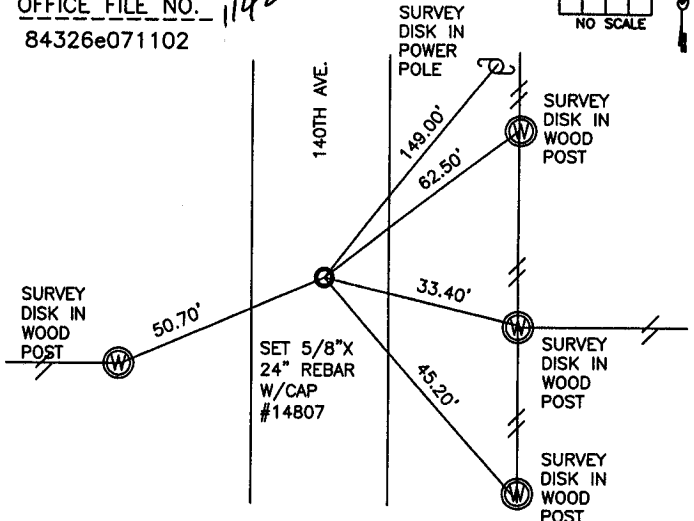 OFFICE FILE NO.
84326e071102
NO SCALE
SURVEY
DISK IN
POWER
POLE
140TH AVE.
SURVEY
DISK IN
WOOD
POST
149.00'
62.50'
W
33.40'
50.70'
SURVEY
DISK IN
WOOD
POST
W
SET 5/8"X
24" REBAR
W/CAP
#14807
45.20'
W
SURVEY
DISK IN
WOOD
POST
W
SURVEY
DISK IN
WOOD
POST